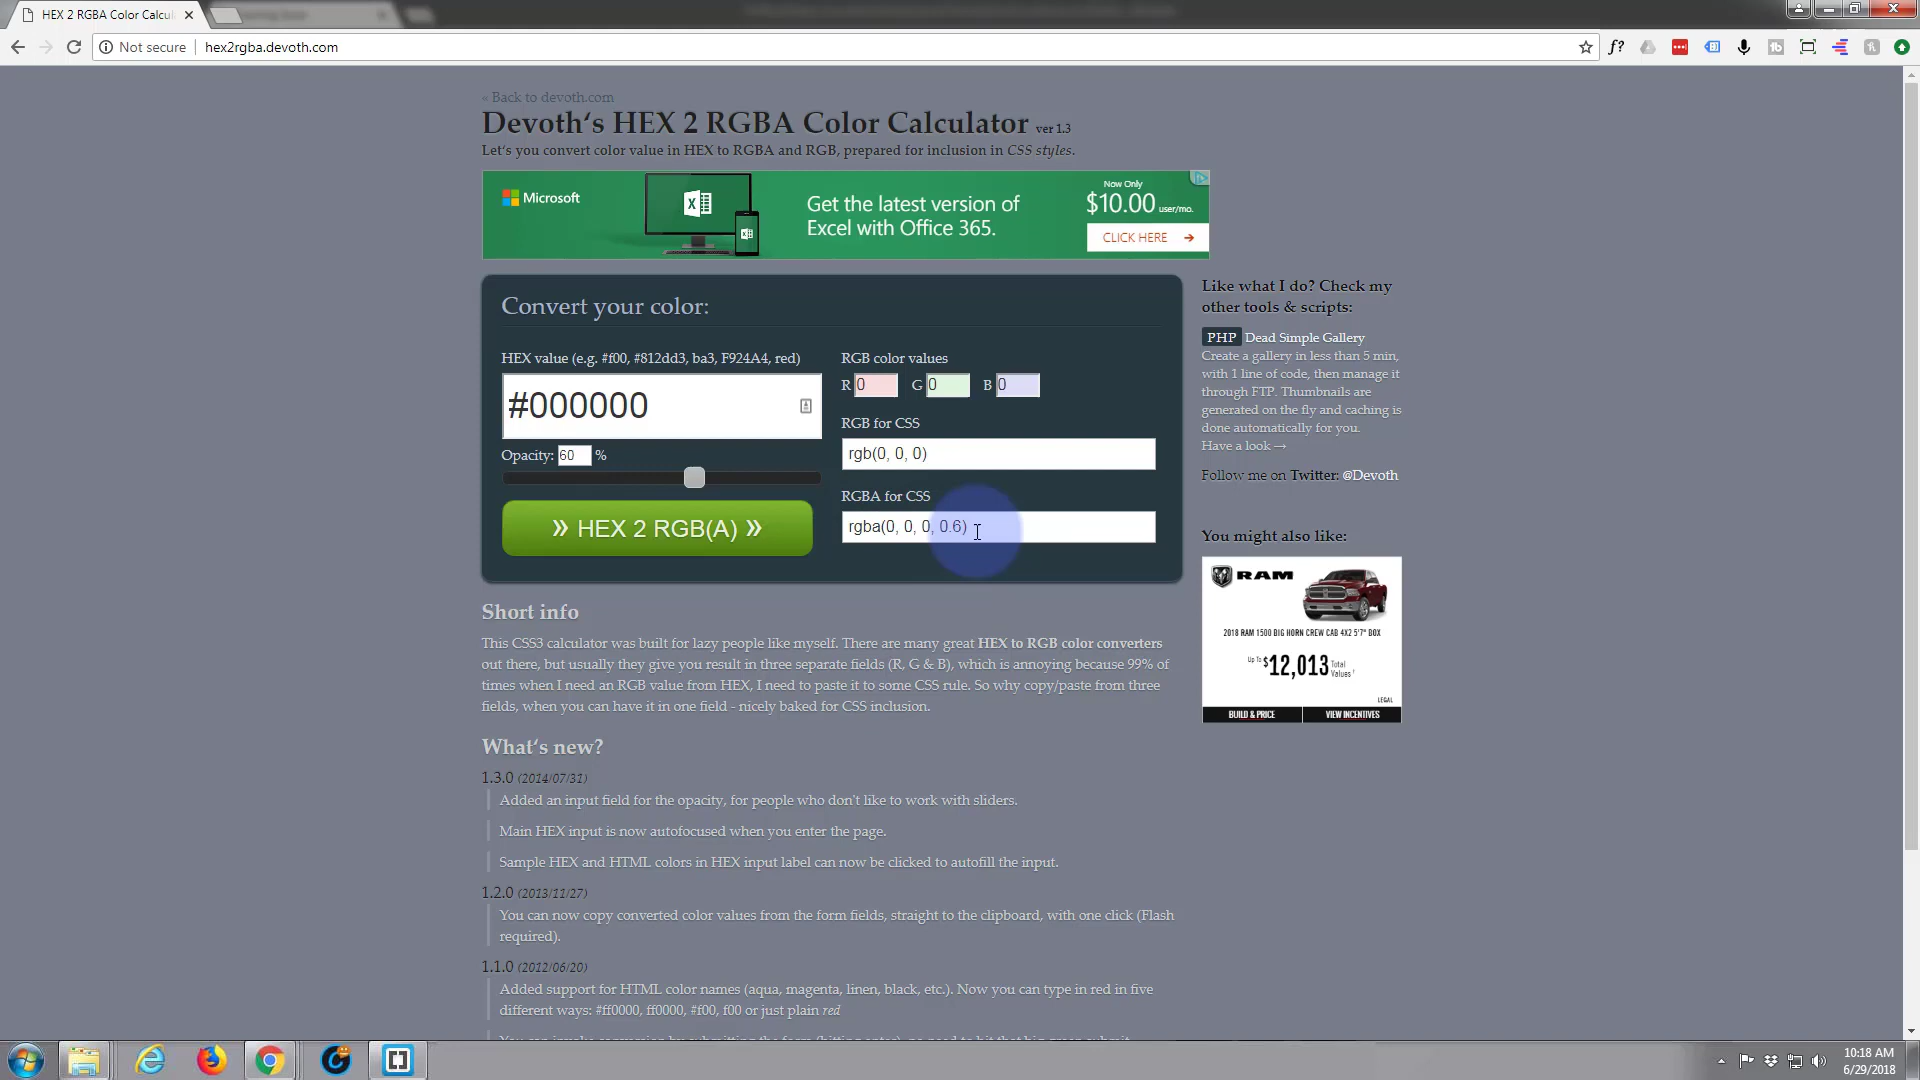 HEX 2 RGBA Color Calcu
Not secure
hex2rgba.devoth.com
f?
« Back to devoth.com
Devoth‘s HEX 2 RGBA Color Calculator ver 1.3
Let‘s you convert color value in HEX to RGBA and RGB, prepared for inclusion in CSS styles.
Microsoft
Get the latest version of
Excel with Office 365.
Now Only
$10.00 user/mo.
CLICK HERE
Convert your color:
HEX value (e.g. #f00, #812dd3, ba3, F924A4, red)
#000000
Opacity: 60 %
» HEX 2 RGB(A) »
RGB color values
R 0 G 0 B 0
RGB for CSS
rgb(0, 0, 0)
RGBA for CSS
rgba(0, 0, 0, 0.6)
Like what I do? Check my
other tools & scripts:
PHP Dead Simple Gallery
Create a gallery in less than 5 min,
with 1 line of code, then manage it
through FTP. Thumbnails are
generated on the fly and caching is
done automatically for you.
Have a look →
Follow me on Twitter: @Devoth
You might also like:
RAM
2018 RAM 1500 BIG HORN CREW CAB 4X2 5'7" BOX
Up To $12,013 Total
Values
LEGAL
BUILD & PRICE
VIEW INCENTIVES
Short info
This CSS3 calculator was built for lazy people like myself. There are many great HEX to RGB color converters
out there, but usually they give you result in three separate fields (R, G & B), which is annoying because 99% of
times when I need an RGB value from HEX, I need to paste it to some CSS rule. So why copy/paste from three
fields, when you can have it in one field - nicely baked for CSS inclusion.
What‘s new?
1.3.0 (2014/07/31)
Added an input field for the opacity, for people who don't like to work with sliders.
Main HEX input is now autofocused when you enter the page.
Sample HEX and HTML colors in HEX input label can now be clicked to autofill the input.
1.2.0 (2013/11/27)
You can now copy converted color values from the form fields, straight to the clipboard, with one click (Flash
required).
1.1.0 (2012/06/20)
Added support for HTML color names (aqua, magenta, linen, black, etc.). Now you can type in red in five
different ways: #ff0000, ff0000, #f00, f00 or just plain red
10:18 AM
6/29/2018